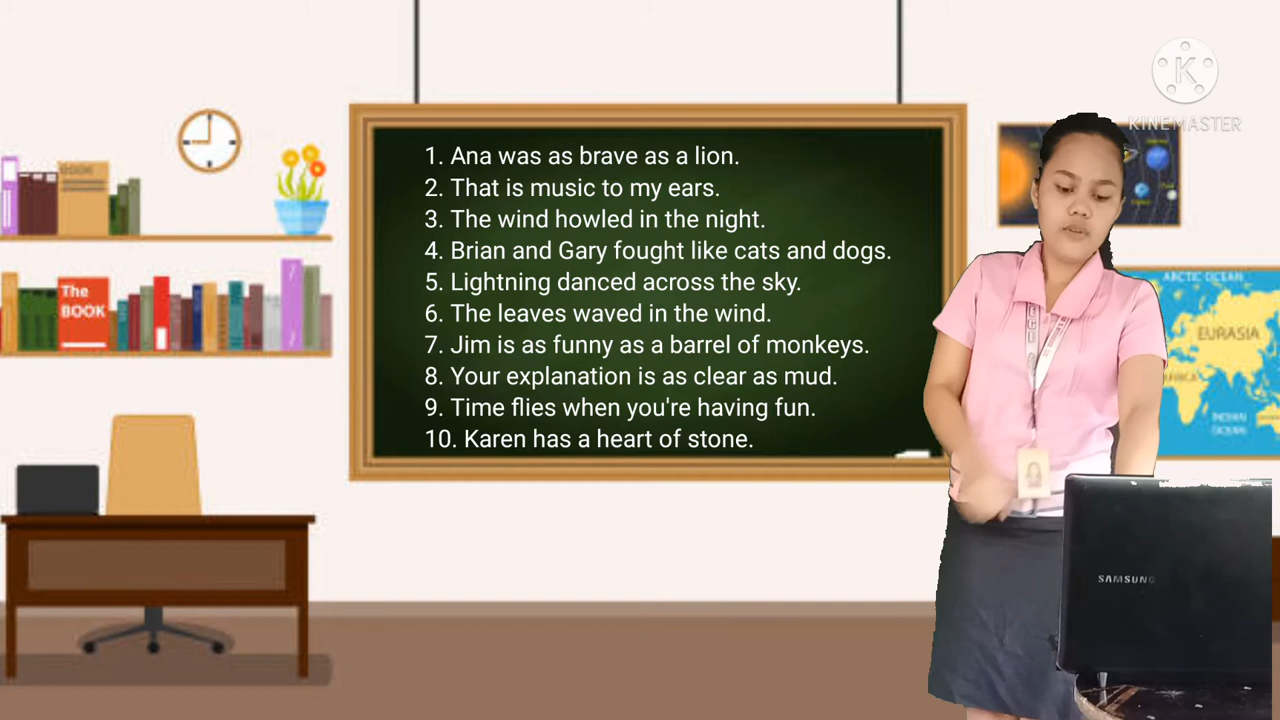 KINEMASTER
1. Ana was as brave as a lion.
2. That is music to my ears.
3. The wind howled in the night.
4. Brian and Gary fought like cats and dogs.
5. Lightning danced across the sky.
6. The leaves waved in the wind.
7. Jim is as funny as a barrel of monkeys.
8. Your explanation is as clear as mud.
9. Time flies when you're having fun.
10. Karen has a heart of stone.
BOOK
The
BOOK
ARCTIC OCEAN
EURASIA
INDIAN
OCEAN
SAMSUNG